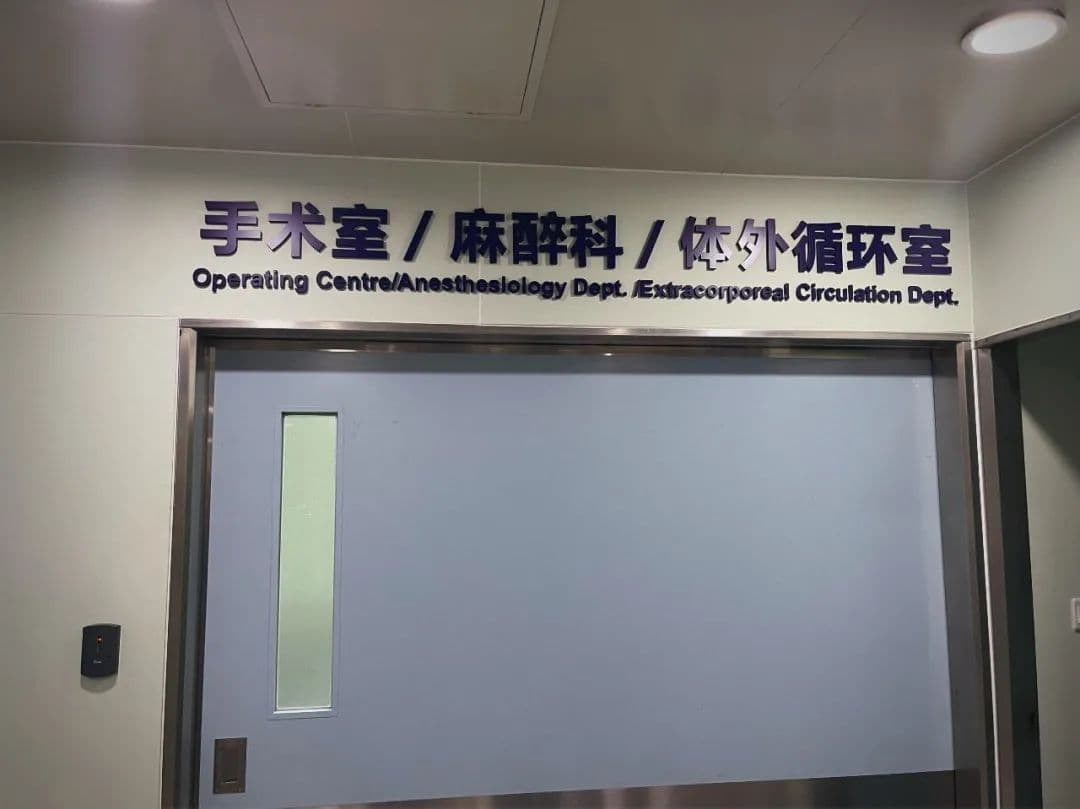 手术室 / 麻醉科 / 体外循环室
Operating Centre/Anesthesiology Dept. /Extracorporeal Circulation Dept.